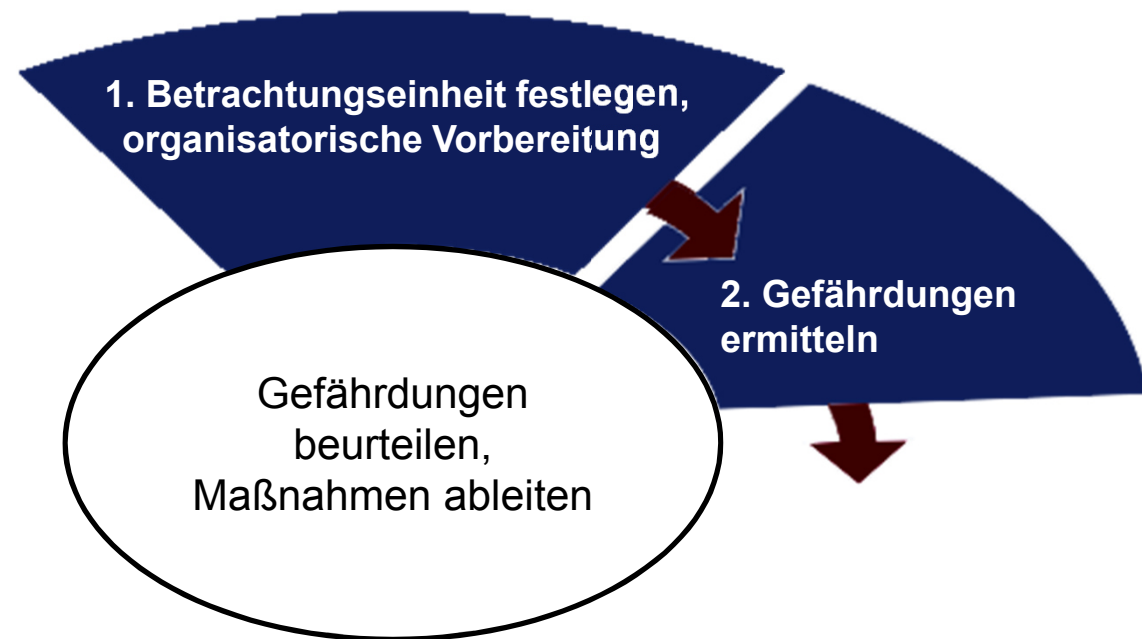 1. Betrachtungseinheit festlegen,
organisatorische Vorbereitung
2. Gefährdungen
ermitteln
Gefährdungen
beurteilen,
Maßnahmen ableiten